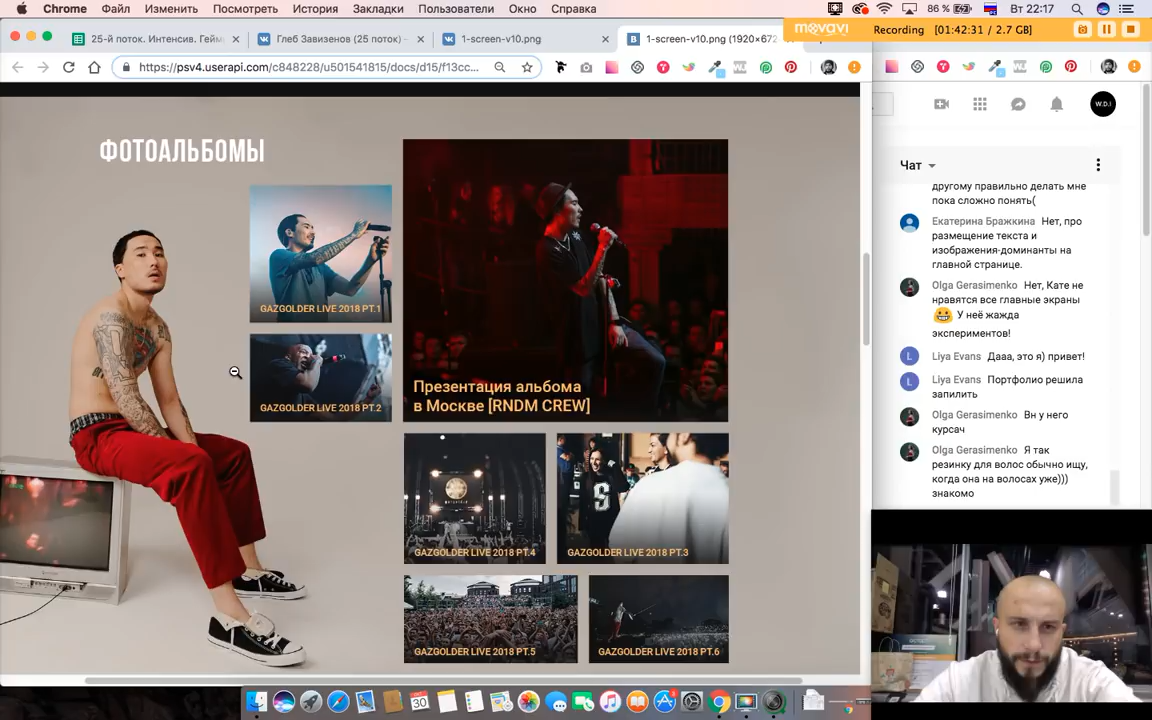 Chrome Файл Изменить Посмотреть История Закладки Пользователи Окно Справка 86 % Вт 22:17
25-й поток. Интенсив. Гейм
Глеб Завизенов (25 поток) -
1-screen-v10.png
1-screen-v10.png (1920×672
movavi
Recording [01:42:31 / 2.7 GB]
https://psv4.userapi.com/c848228/u501541815/docs/d15/f13cc...
W.D.I
ФОТОАЛЬБОМЫ
GAZGOLDER LIVE 2018 PT.1
GAZGOLDER LIVE 2018 PT.2
Презентация альбома
в Москве [RNDM CREW]
GAZGOLDER LIVE 2018 PT.4
GAZGOLDER LIVE 2018 PT.3
GAZGOLDER LIVE 2018 PT.5
GAZGOLDER LIVE 2018 PT.6
Чат
другому правильно делать мне
пока сложно понять(
Екатерина Бражкина Нет, про
размещение текста и
изображения-доминанты на
главной странице.
Olga Gerasimenko Нет, Кате не
нравятся все главные экраны
У неё жажда
экспериментов!
Liya Evans Дааа, это я) привет!
Liya Evans Портфолио решила
запилить
Olga Gerasimenko Вн у него
курсач
Olga Gerasimenko Я так
резинку для волос обычно ищу,
когда она на волосах уже)))
знакомо
30